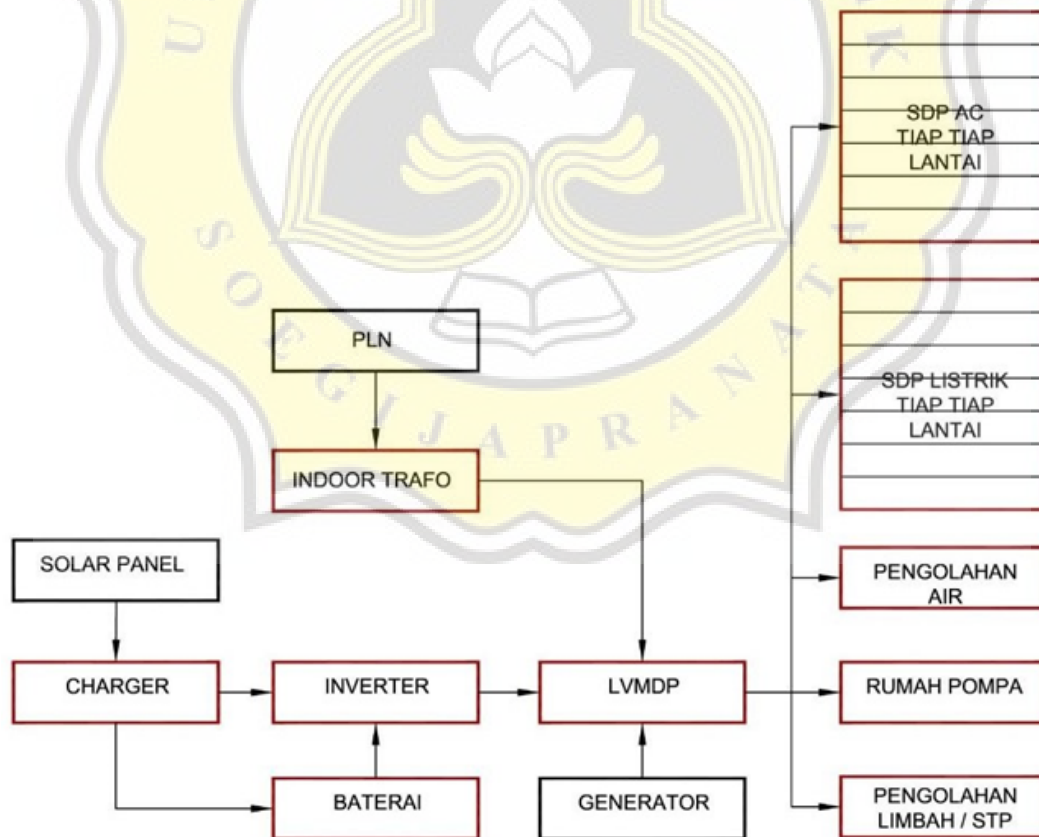 SDP AC
TIAP TIAP
LANTAI
PLN
SDP LISTRIK
TIAP TIAP
LANTAI
INDOOR TRAFO
SOLAR PANEL
PENGOLAHAN
AIR
CHARGER
INVERTER
LVMDP
RUMAH POMPA
BATERAI
GENERATOR
PENGOLAHAN
LIMBAH / STP
U
K
SOEGIJAPRANATA